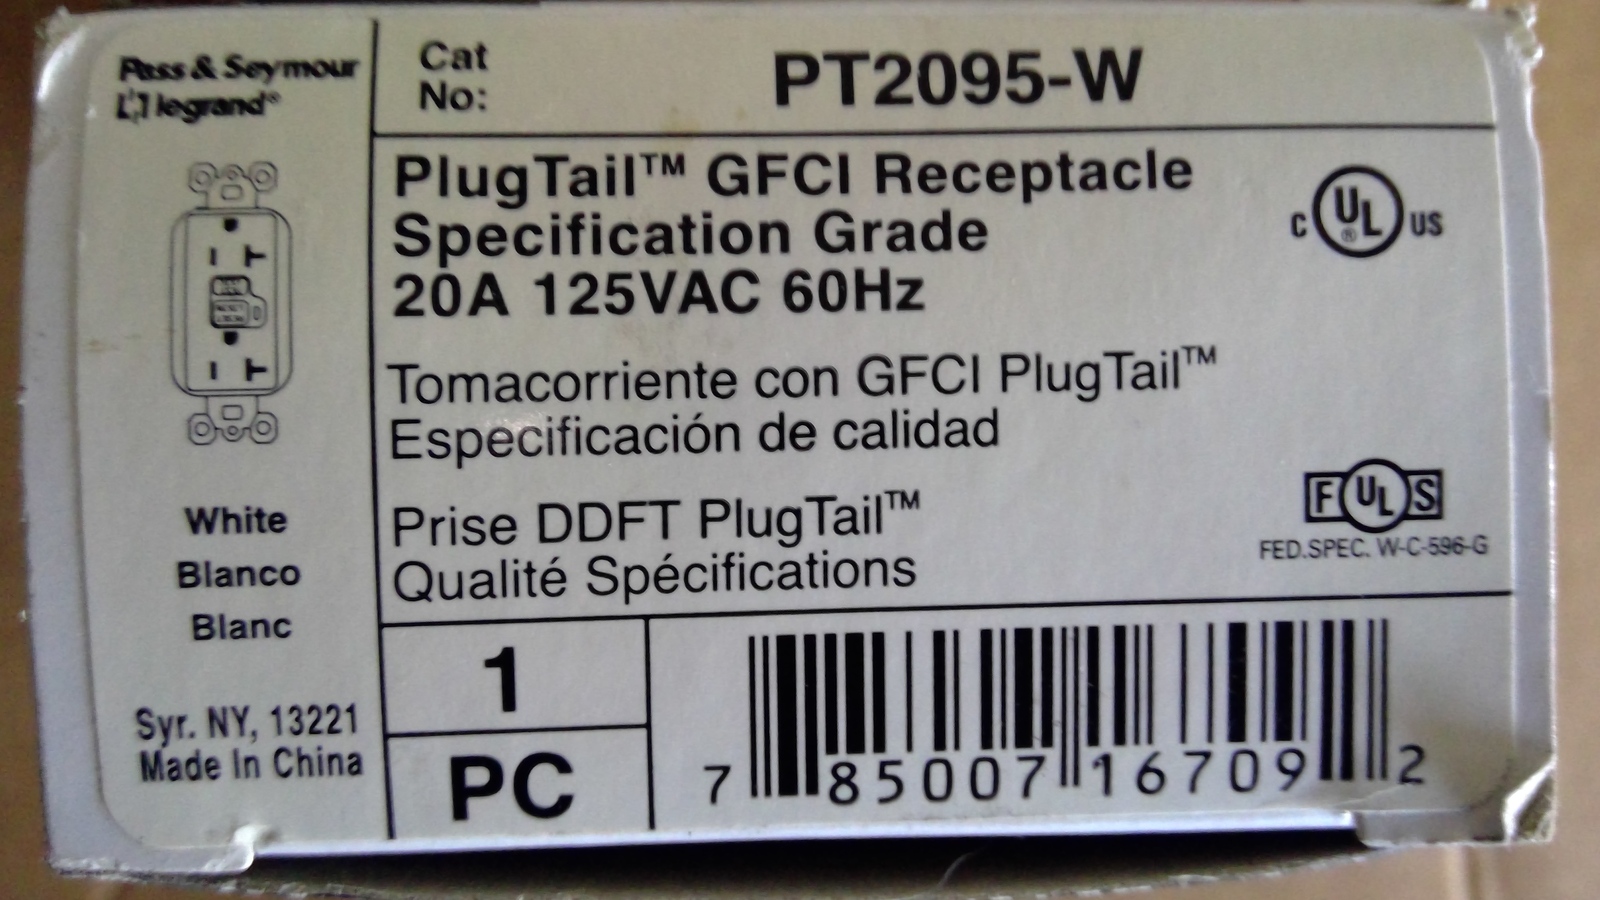 Pass & Seymour
legrand®
White
Blanco
Blanc
Syr. NY, 13221
Made In China
Cat
No:
PT2095-W
PlugTail™ GFCI Receptacle
Specification Grade
20A 125VAC 60Hz
C UL® US
Tomacorriente con GFCI PlugTail™
Especificación de calidad
Prise DDFT PlugTail™
Qualité Spécifications
F UL S
FED.SPEC. W-C-596-G
1
PC
7 85007 16709 2